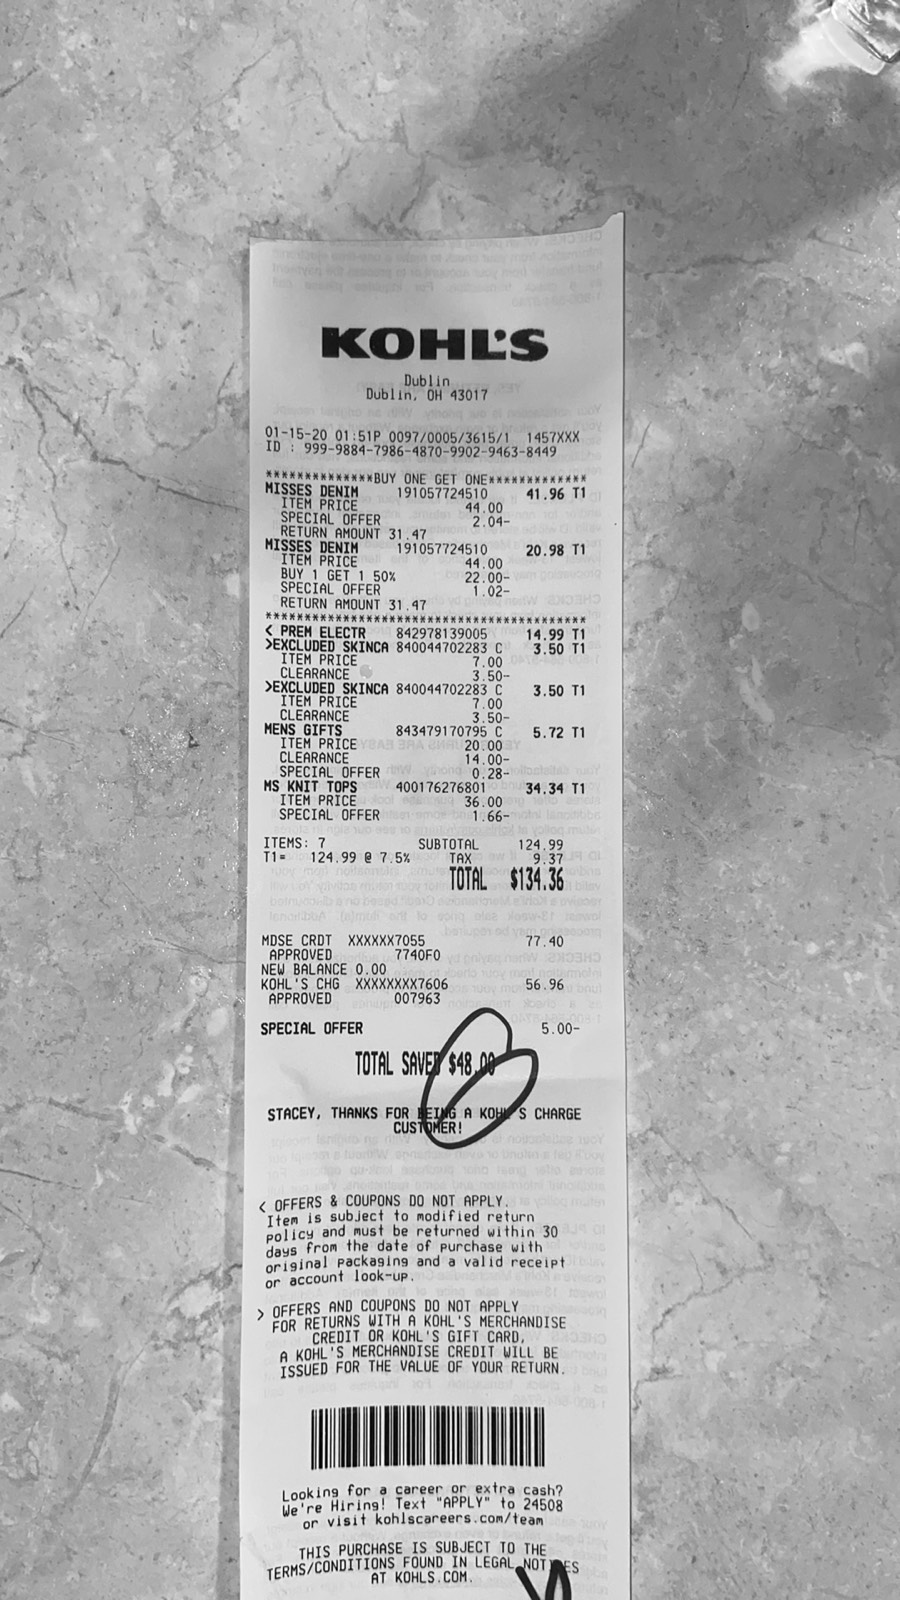 KOHL'S
Dublin
Dublin, OH 43017
01-15-20 01:51P 0097/0005/3615/1 1457XXX
ID : 999-9884-7986-4870-9902-9463-8449
**************BUY ONE GET ONE*************
MISSES DENIM 191057724510 41.96 T1
ITEM PRICE 44.00
SPECIAL OFFER 2.04-
RETURN AMOUNT 31.47
MISSES DENIM 191057724510 20.98 T1
ITEM PRICE 44.00
BUY 1 GET 1 50% 22.00-
SPECIAL OFFER 1.02-
RETURN AMOUNT 31.47
******************************************
< PREM ELECTR 842978139005 14.99 T1
>EXCLUDED SKINCA 840044702283 C 3.50 T1
ITEM PRICE 7.00
CLEARANCE 3.50-
>EXCLUDED SKINCA 840044702283 C 3.50 T1
ITEM PRICE 7.00
CLEARANCE 3.50-
MENS GIFTS 843479170795 C 5.72 T1
ITEM PRICE 20.00
CLEARANCE 14.00-
SPECIAL OFFER 0.28-
MS KNIT TOPS 400176276801 34.34 T1
ITEM PRICE 36.00
SPECIAL OFFER 1.66-
ITEMS: 7 SUBTOTAL 124.99
T1= 124.99 @ 7.5% TAX 9.37
TOTAL $134.36
MDSE CRDT XXXXXX7055 77.40
APPROVED 7740F0
NEW BALANCE 0.00
KOHL'S CHG XXXXXXXX7606 56.96
APPROVED 007963
SPECIAL OFFER 5.00-
TOTAL SAVED $48.00
STACEY, THANKS FOR BEING A KOHL'S CHARGE
CUSTOMER!
< OFFERS & COUPONS DO NOT APPLY.
Item is subject to modified return
policy and must be returned within 30
days from the date of purchase with
original packaging and a valid receipt
or account look-up.
> OFFERS AND COUPONS DO NOT APPLY
FOR RETURNS WITH A KOHL'S MERCHANDISE
CREDIT OR KOHL'S GIFT CARD,
A KOHL'S MERCHANDISE CREDIT WILL BE
ISSUED FOR THE VALUE OF YOUR RETURN.
Looking for a career or extra cash?
We're Hiring! Text "APPLY" to 24508
or visit kohlscareers.com/team
THIS PURCHASE IS SUBJECT TO THE
TERMS/CONDITIONS FOUND IN LEGAL NOTICES
AT KOHLS.COM.